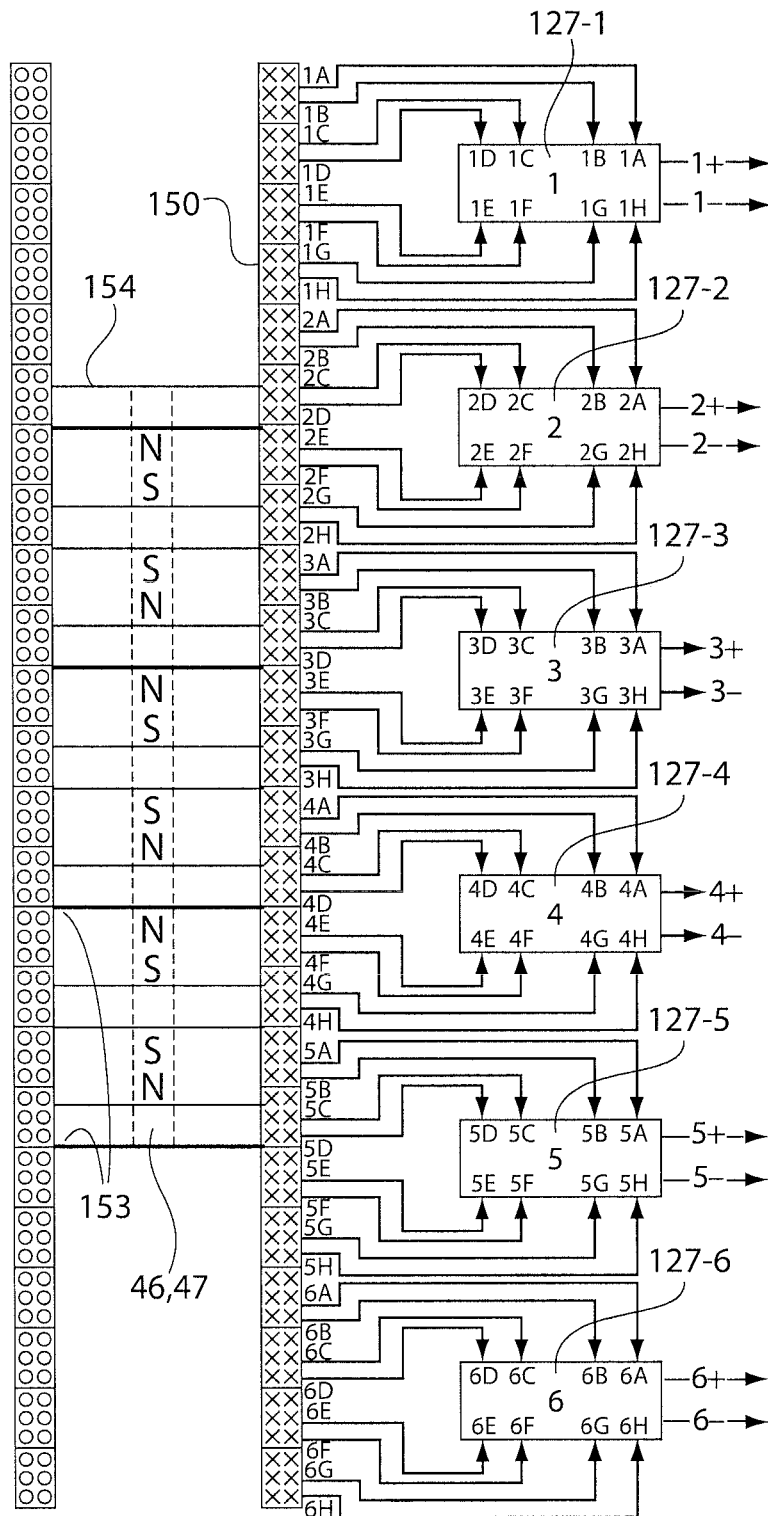 127-1
1A
1B
1C
1D
1E
1F
1G
1H
1D 1C 1B 1A
1
1E 1F 1G 1H
1+
1-
150
154
127-2
2A
2B
2C
2D
2E
2F
2G
2H
2D 2C 2B 2A
2
2E 2F 2G 2H
2+
2-
N
S
S
N
N
S
S
N
N
S
S
N
127-3
3A
3B
3C
3D
3E
3F
3G
3H
3D 3C 3B 3A
3
3E 3F 3G 3H
3+
3-
127-4
4A
4B
4C
4D
4E
4F
4G
4H
4D 4C 4B 4A
4
4E 4F 4G 4H
4+
4-
127-5
5A
5B
5C
5D
5E
5F
5G
5H
5D 5C 5B 5A
5
5E 5F 5G 5H
5+
5-
153
46,47
127-6
6A
6B
6C
6D
6E
6F
6G
6H
6D 6C 6B 6A
6
6E 6F 6G 6H
6+
6-